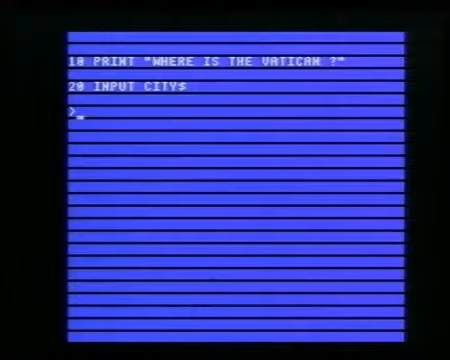 10 PRINT "WHERE IS THE VATICAN ?"
20 INPUT CITY$
>_